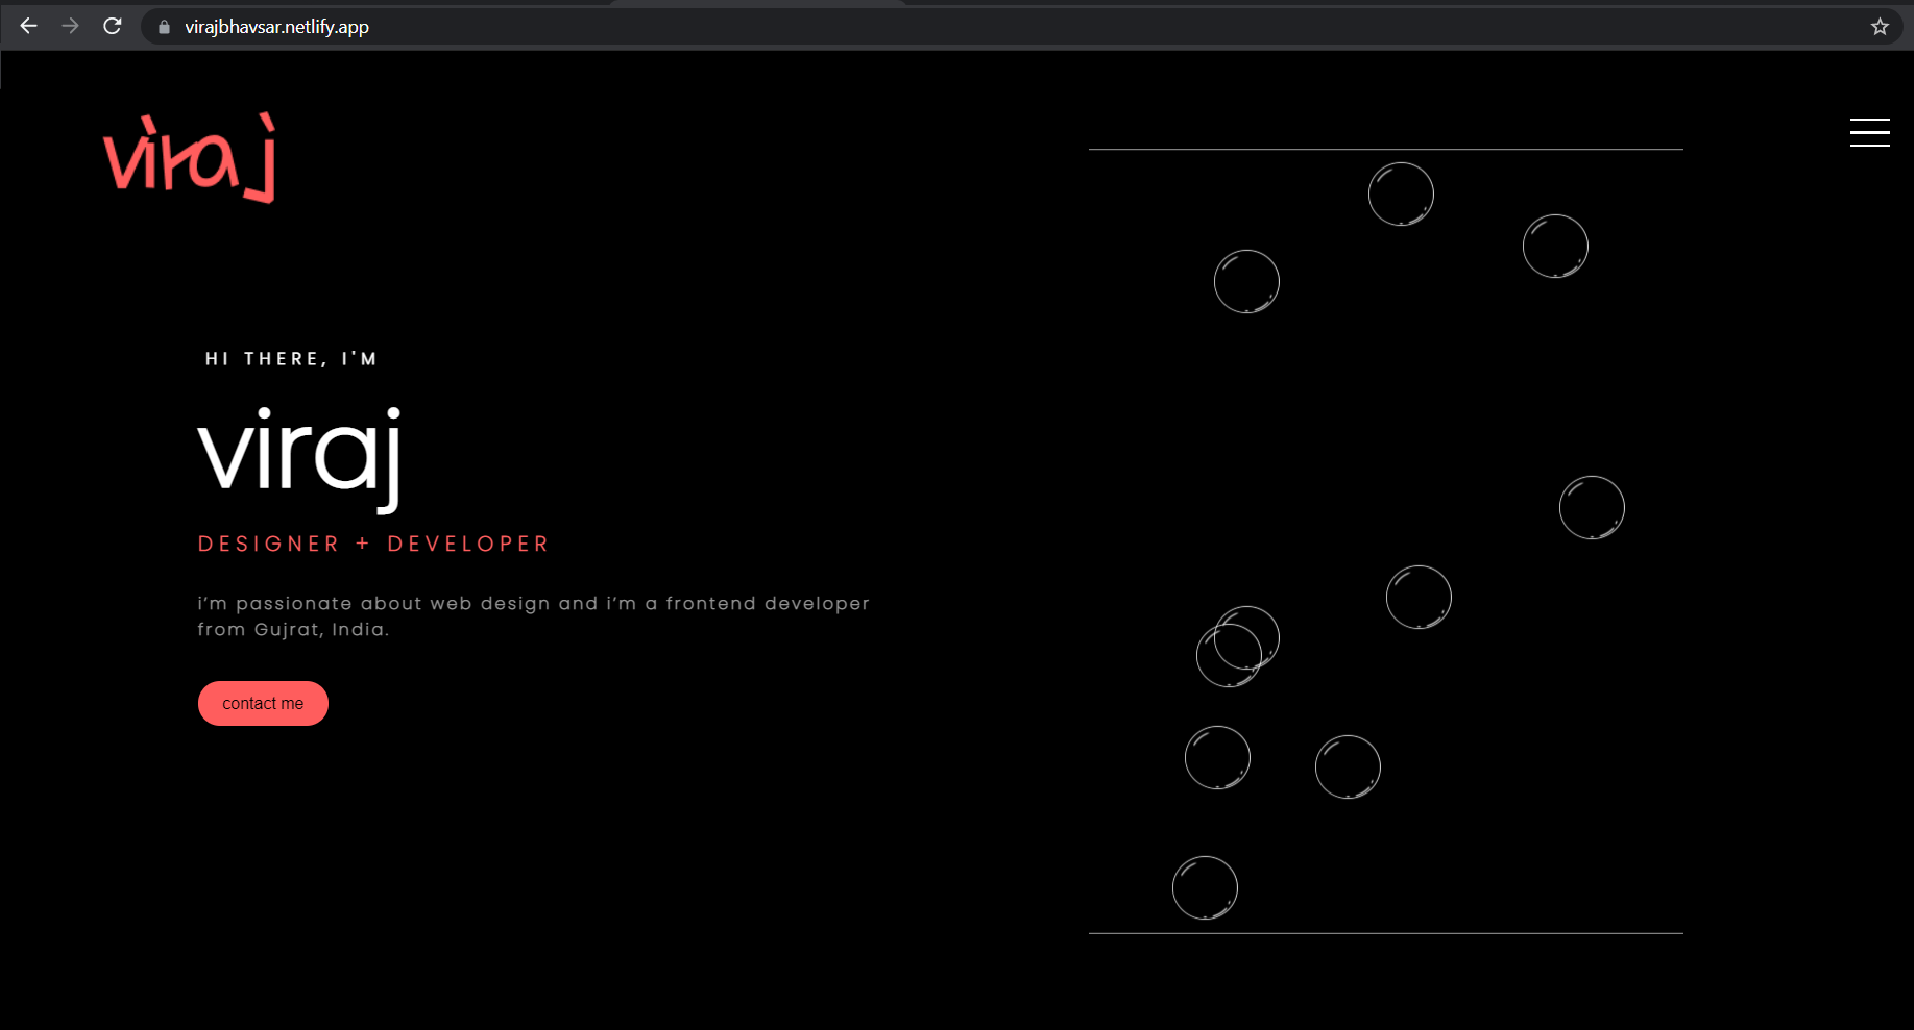 virajbhavsar.netlify.app
viraj
HI THERE, I'M
viraj
DESIGNER + DEVELOPER
i’m passionate about web design and i’m a frontend developer
from Gujrat, India.
contact me